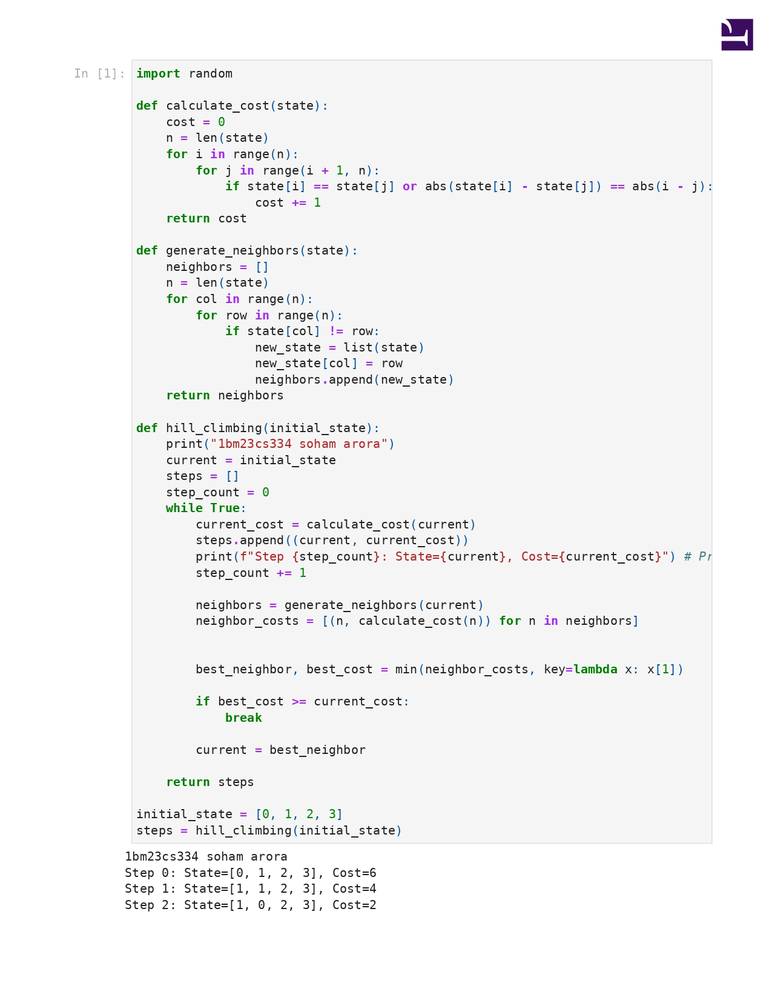 In [1]:
import random

def calculate_cost(state):
    cost = 0
    n = len(state)
    for i in range(n):
        for j in range(i + 1, n):
            if state[i] == state[j] or abs(state[i] - state[j]) == abs(i - j):
                cost += 1
    return cost

def generate_neighbors(state):
    neighbors = []
    n = len(state)
    for col in range(n):
        for row in range(n):
            if state[col] != row:
                new_state = list(state)
                new_state[col] = row
                neighbors.append(new_state)
    return neighbors

def hill_climbing(initial_state):
    print("1bm23cs334 soham arora")
    current = initial_state
    steps = []
    step_count = 0
    while True:
        current_cost = calculate_cost(current)
        steps.append((current, current_cost))
        print(f"Step {step_count}: State={current}, Cost={current_cost}") #
        step_count += 1

        neighbors = generate_neighbors(current)
        neighbor_costs = [(n, calculate_cost(n)) for n in neighbors]

        best_neighbor, best_cost = min(neighbor_costs, key=lambda x: x[1])

        if best_cost >= current_cost:
            break

        current = best_neighbor

    return steps

initial_state = [0, 1, 2, 3]
steps = hill_climbing(initial_state)
1bm23cs334 soham arora
Step 0: State=[0, 1, 2, 3], Cost=6
Step 1: State=[1, 1, 2, 3], Cost=4
Step 2: State=[1, 0, 2, 3], Cost=2